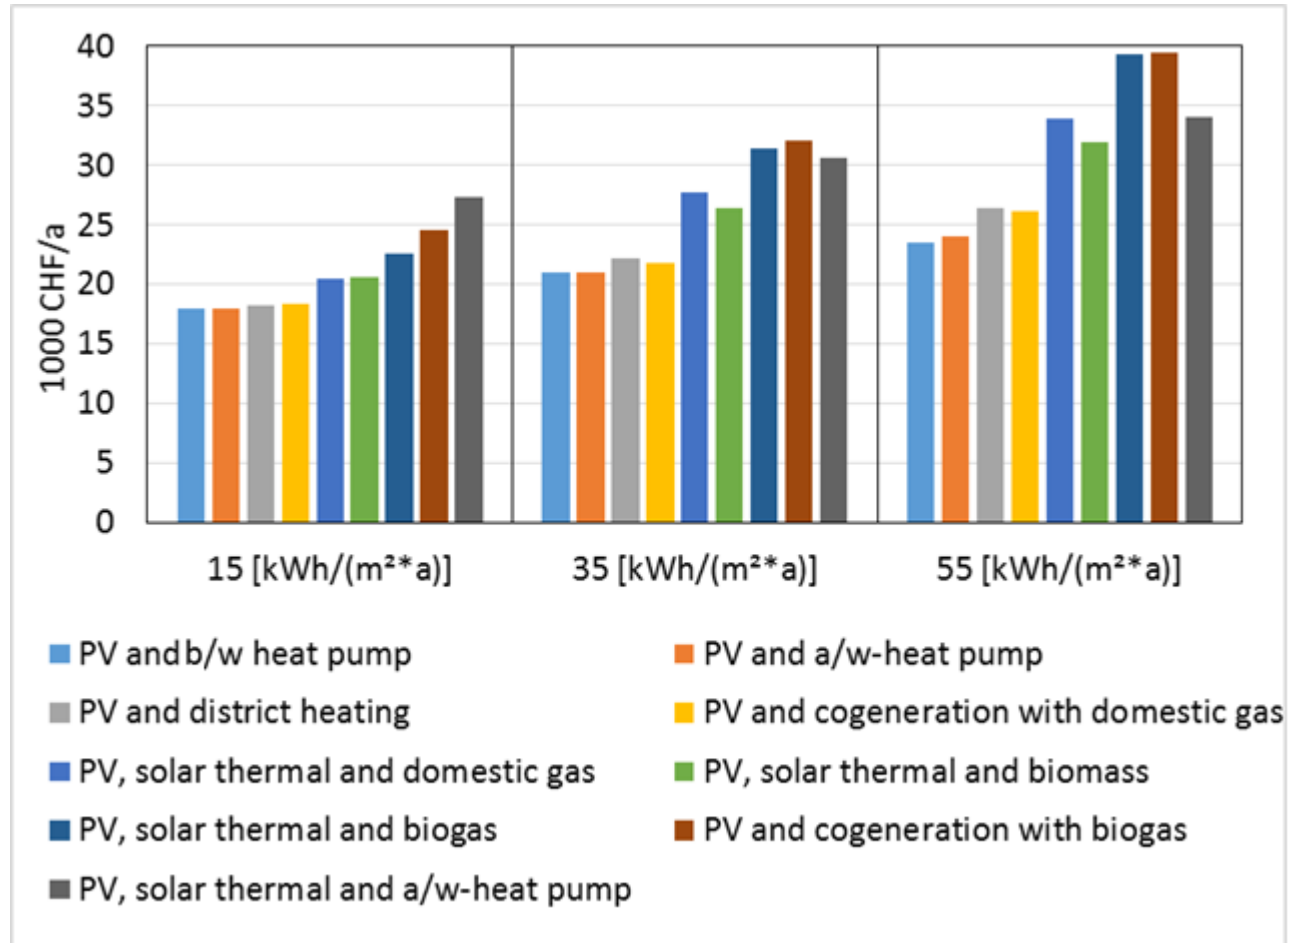 40
35
30
25
20
15
10
5
0
1000 CHF/a
15 [kWh/(m²*a)]
35 [kWh/(m²*a)]
55 [kWh/(m²*a)]
PV and b/w heat pump
PV and a/w-heat pump
PV and district heating
PV and cogeneration with domestic gas
PV, solar thermal and domestic gas
PV, solar thermal and biomass
PV, solar thermal and biogas
PV and cogeneration with biogas
PV, solar thermal and a/w-heat pump